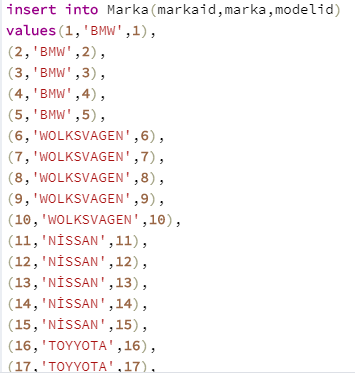 insert into Marka(markaid,marka,modelid)
values(1,'BMW',1),
(2,'BMW',2),
(3,'BMW',3),
(4,'BMW',4),
(5,'BMW',5),
(6,'WOLKSVAGEN',6),
(7,'WOLKSVAGEN',7),
(8,'WOLKSVAGEN',8),
(9,'WOLKSVAGEN',9),
(10,'WOLKSVAGEN',10),
(11,'NİSSAN',11),
(12,'NİSSAN',12),
(13,'NİSSAN',13),
(14,'NİSSAN',14),
(15,'NİSSAN',15),
(16,'TOYYOTA',16),
(17,'TOYYOTA',17),